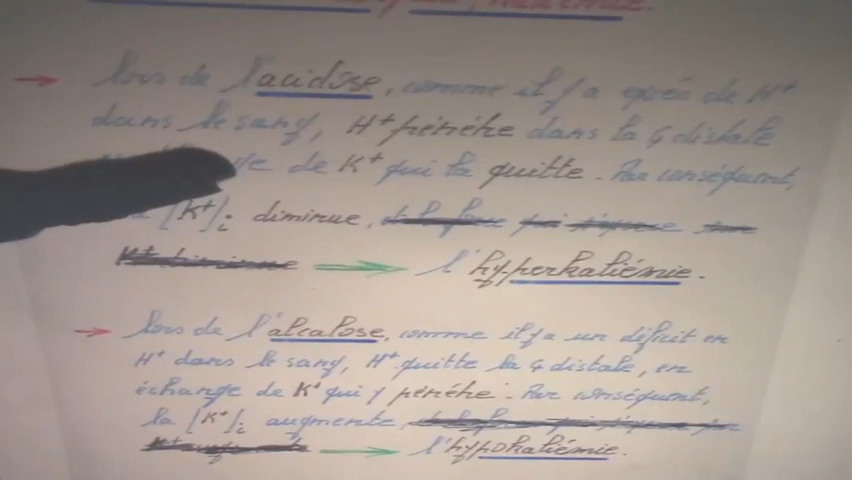 → Lors de l'acidose, comme il y a excès de H+
dans le sang, H+ pénètre dans la ς distale
de K+ qui la quitte. Par conséquent,
[K+]i diminue,
→ l'hyperkaliémie.
→ Lors de l'alcalose, comme il y a un déficit en
H+ dans le sang, H+ quitte la ς distale, en
échange de K+ qui y pénètre. Par conséquent,
la [K+]i augmente,
→ l'hypokaliémie.